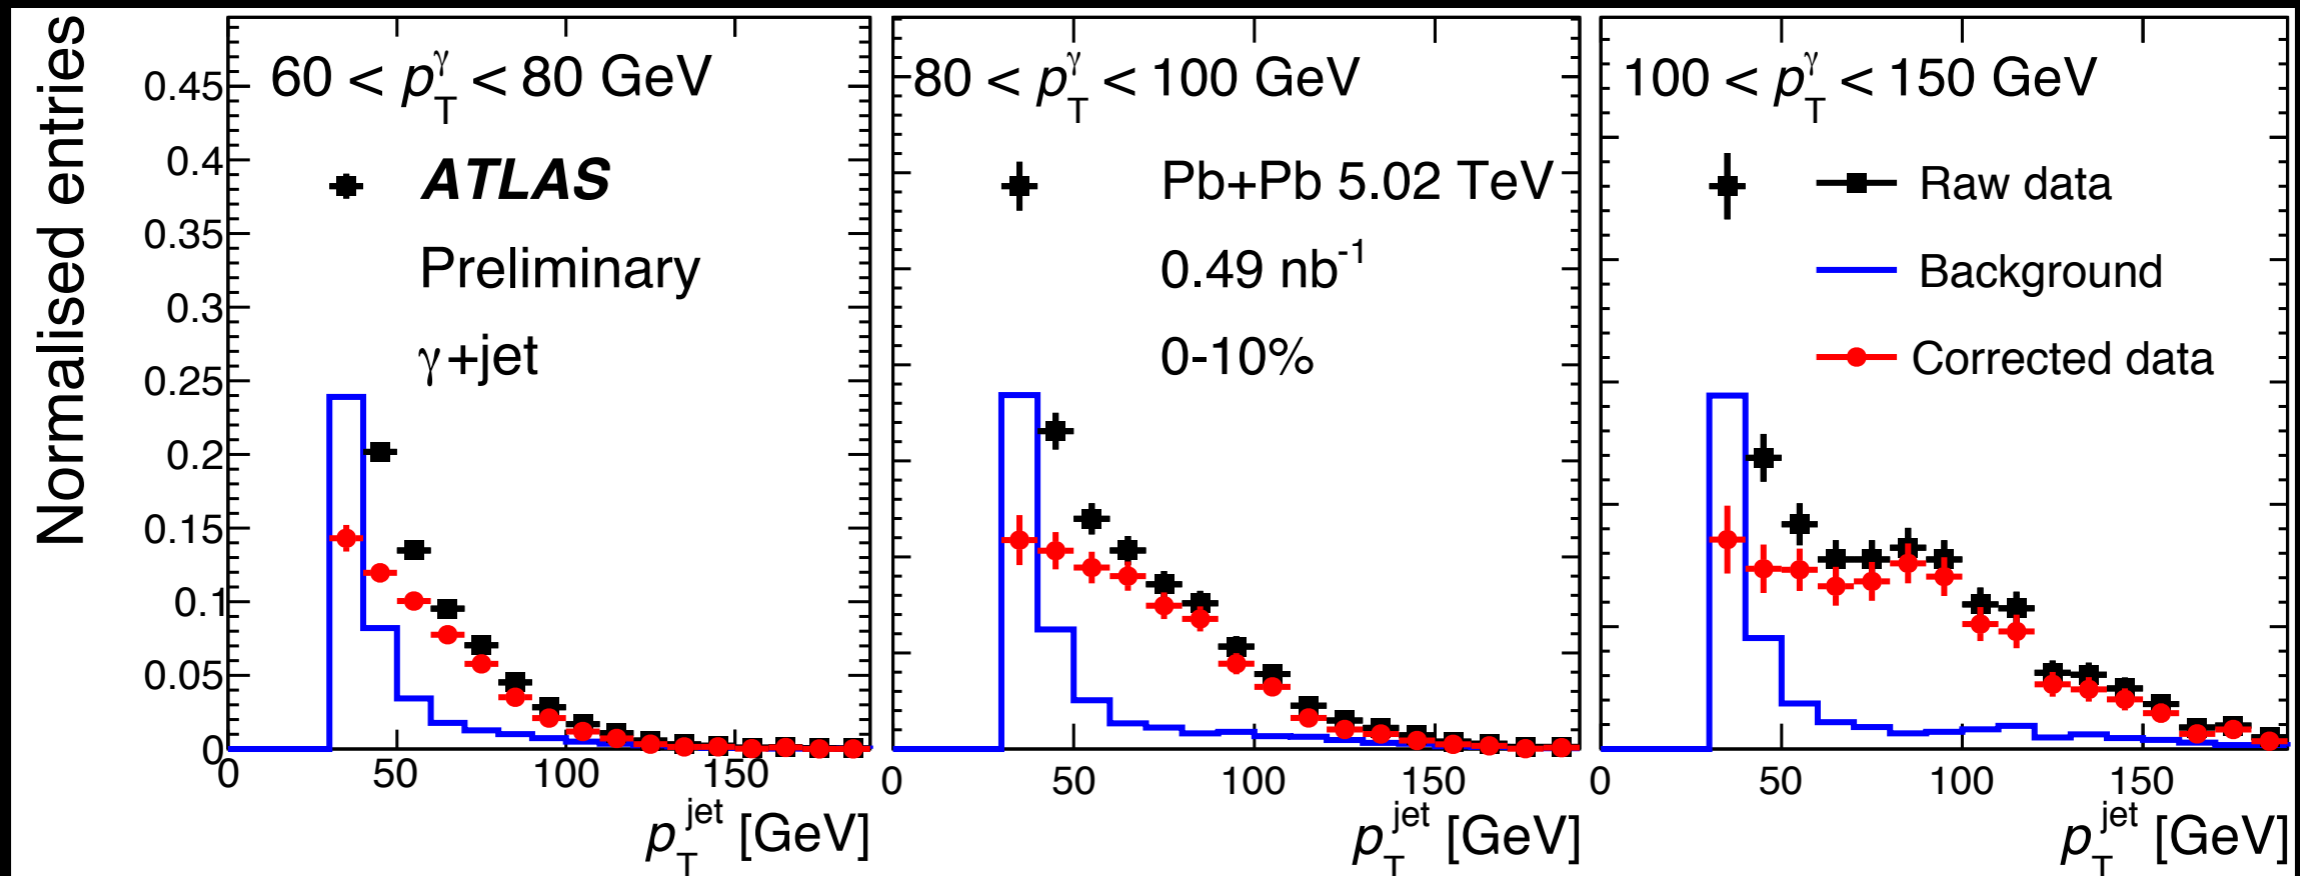 Normalised entries
0.45
0.4
0.35
0.3
0.25
0.2
0.15
0.1
0.05
0
60 < p_T^γ < 80 GeV
ATLAS
Preliminary
γ+jet
0 50 100 150
p_T^jet [GeV]
80 < p_T^γ < 100 GeV
Pb+Pb 5.02 TeV
0.49 nb^-1
0-10%
0 50 100 150
p_T^jet [GeV]
100 < p_T^γ < 150 GeV
Raw data
Background
Corrected data
0 50 100 150
p_T^jet [GeV]